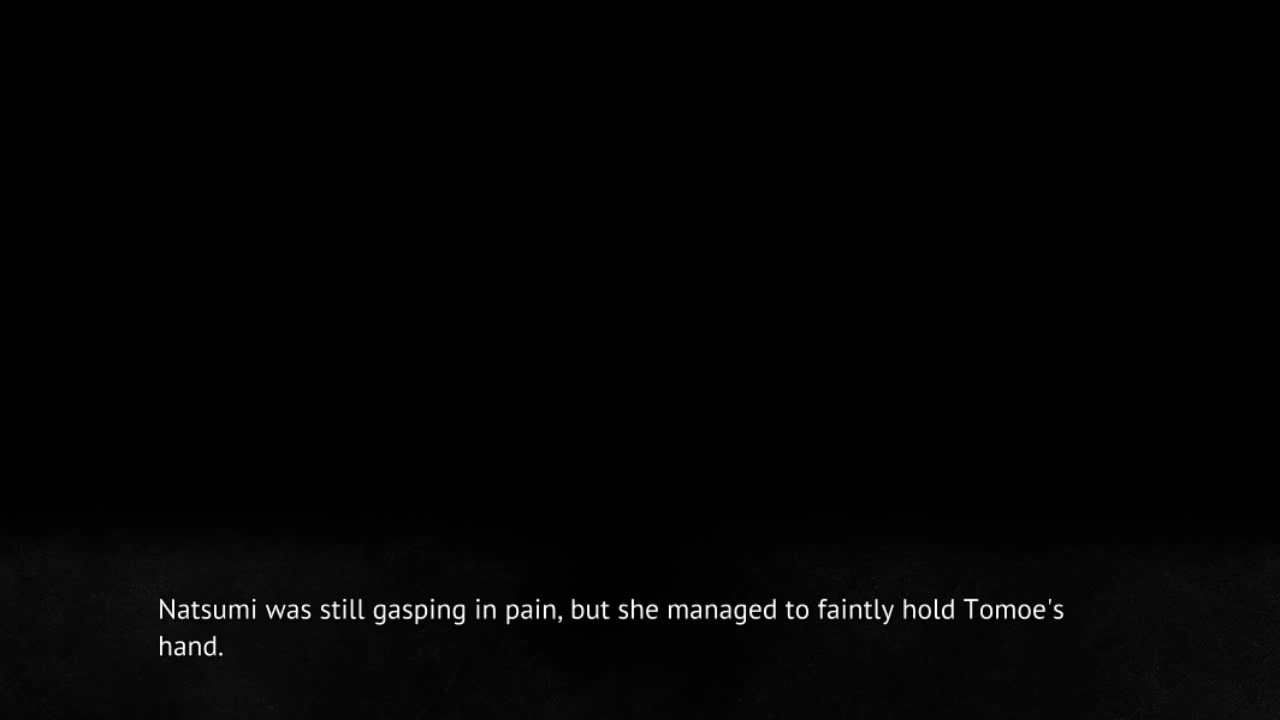 Natsumi was still gasping in pain, but she managed to faintly hold Tomoe's
hand.